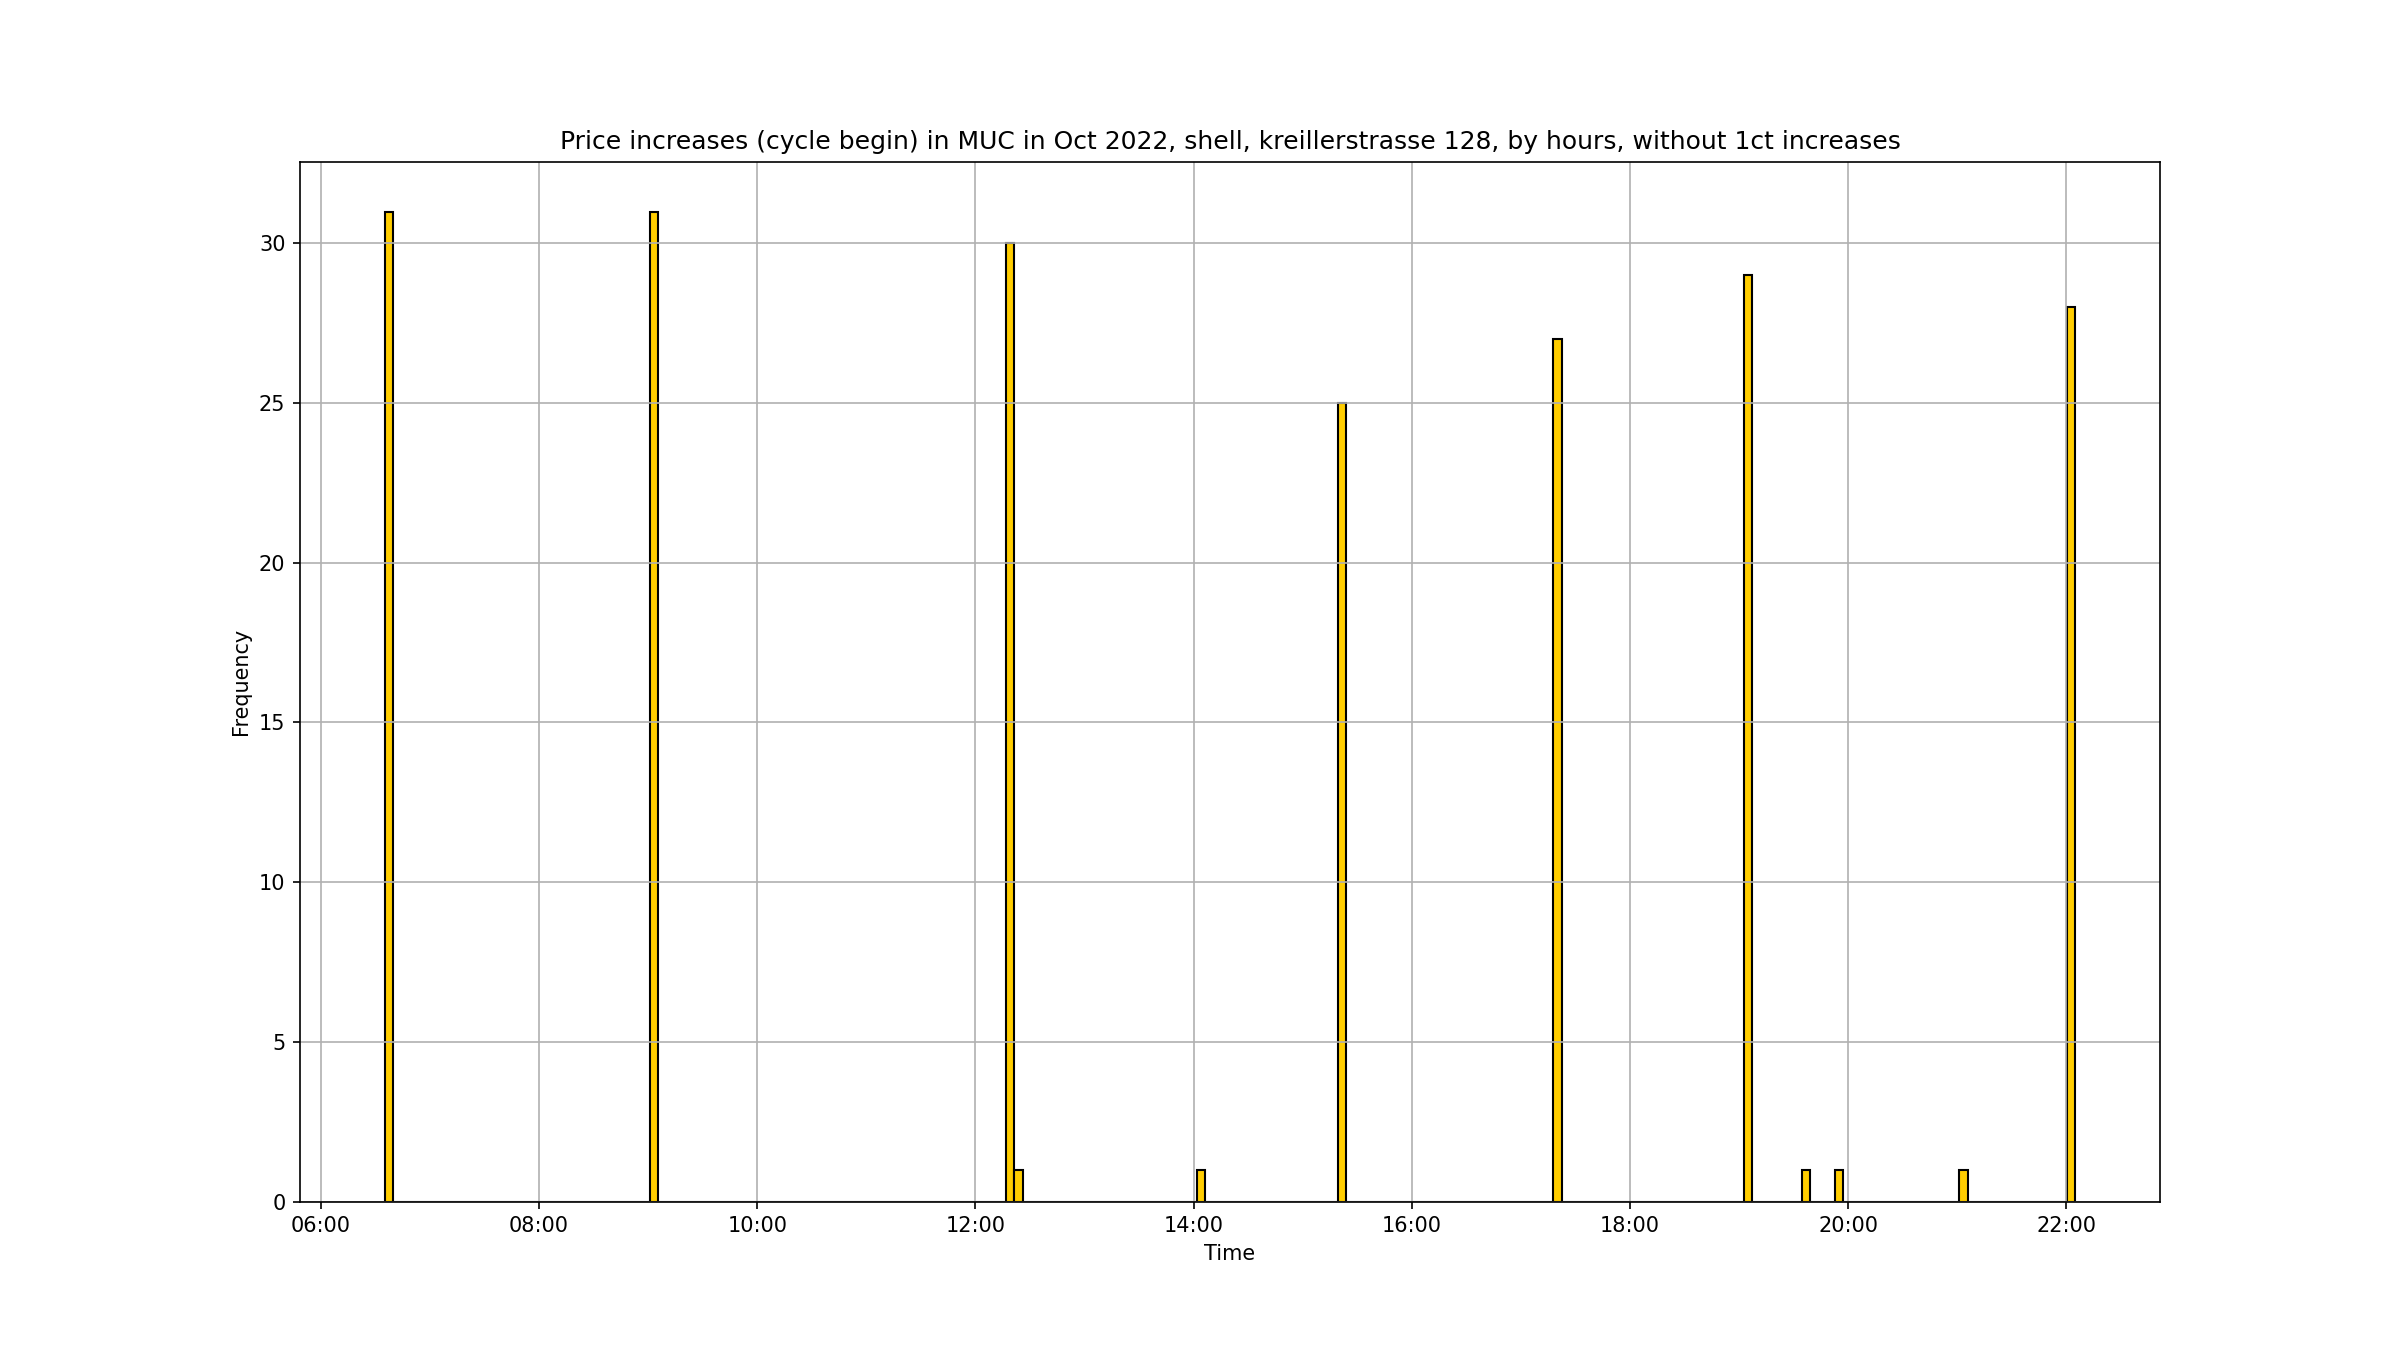 Price increases (cycle begin) in MUC in Oct 2022, shell, kreillerstrasse 128, by hours, without 1ct increases
Frequency
30
25
20
15
10
5
0
06:00 08:00 10:00 12:00 14:00 16:00 18:00 20:00 22:00
Time